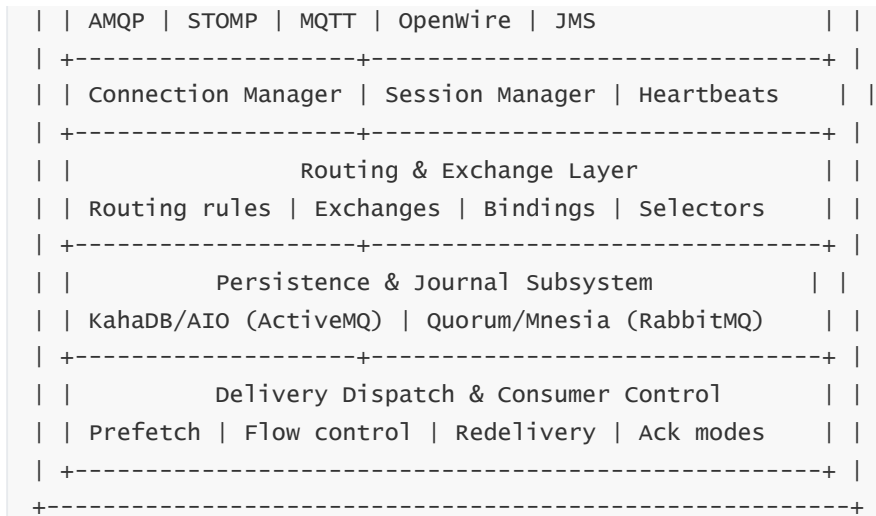 | | AMQP | STOMP | MQTT | OpenWire | JMS                | |
| +-------------------+------------------------------+ |
| | Connection Manager | Session Manager | Heartbeats    | |
| +-------------------+------------------------------+ |
| |                Routing & Exchange Layer            | |
| | Routing rules | Exchanges | Bindings | Selectors    | |
| +-------------------+------------------------------+ |
| |          Persistence & Journal Subsystem          | |
| | KahaDB/AIO (ActiveMQ) | Quorum/Mnesia (RabbitMQ)    | |
| +-------------------+------------------------------+ |
| |          Delivery Dispatch & Consumer Control      | |
| | Prefetch | Flow control | Redelivery | Ack modes    | |
| +--------------------------------------------------+ |
+------------------------------------------------------+